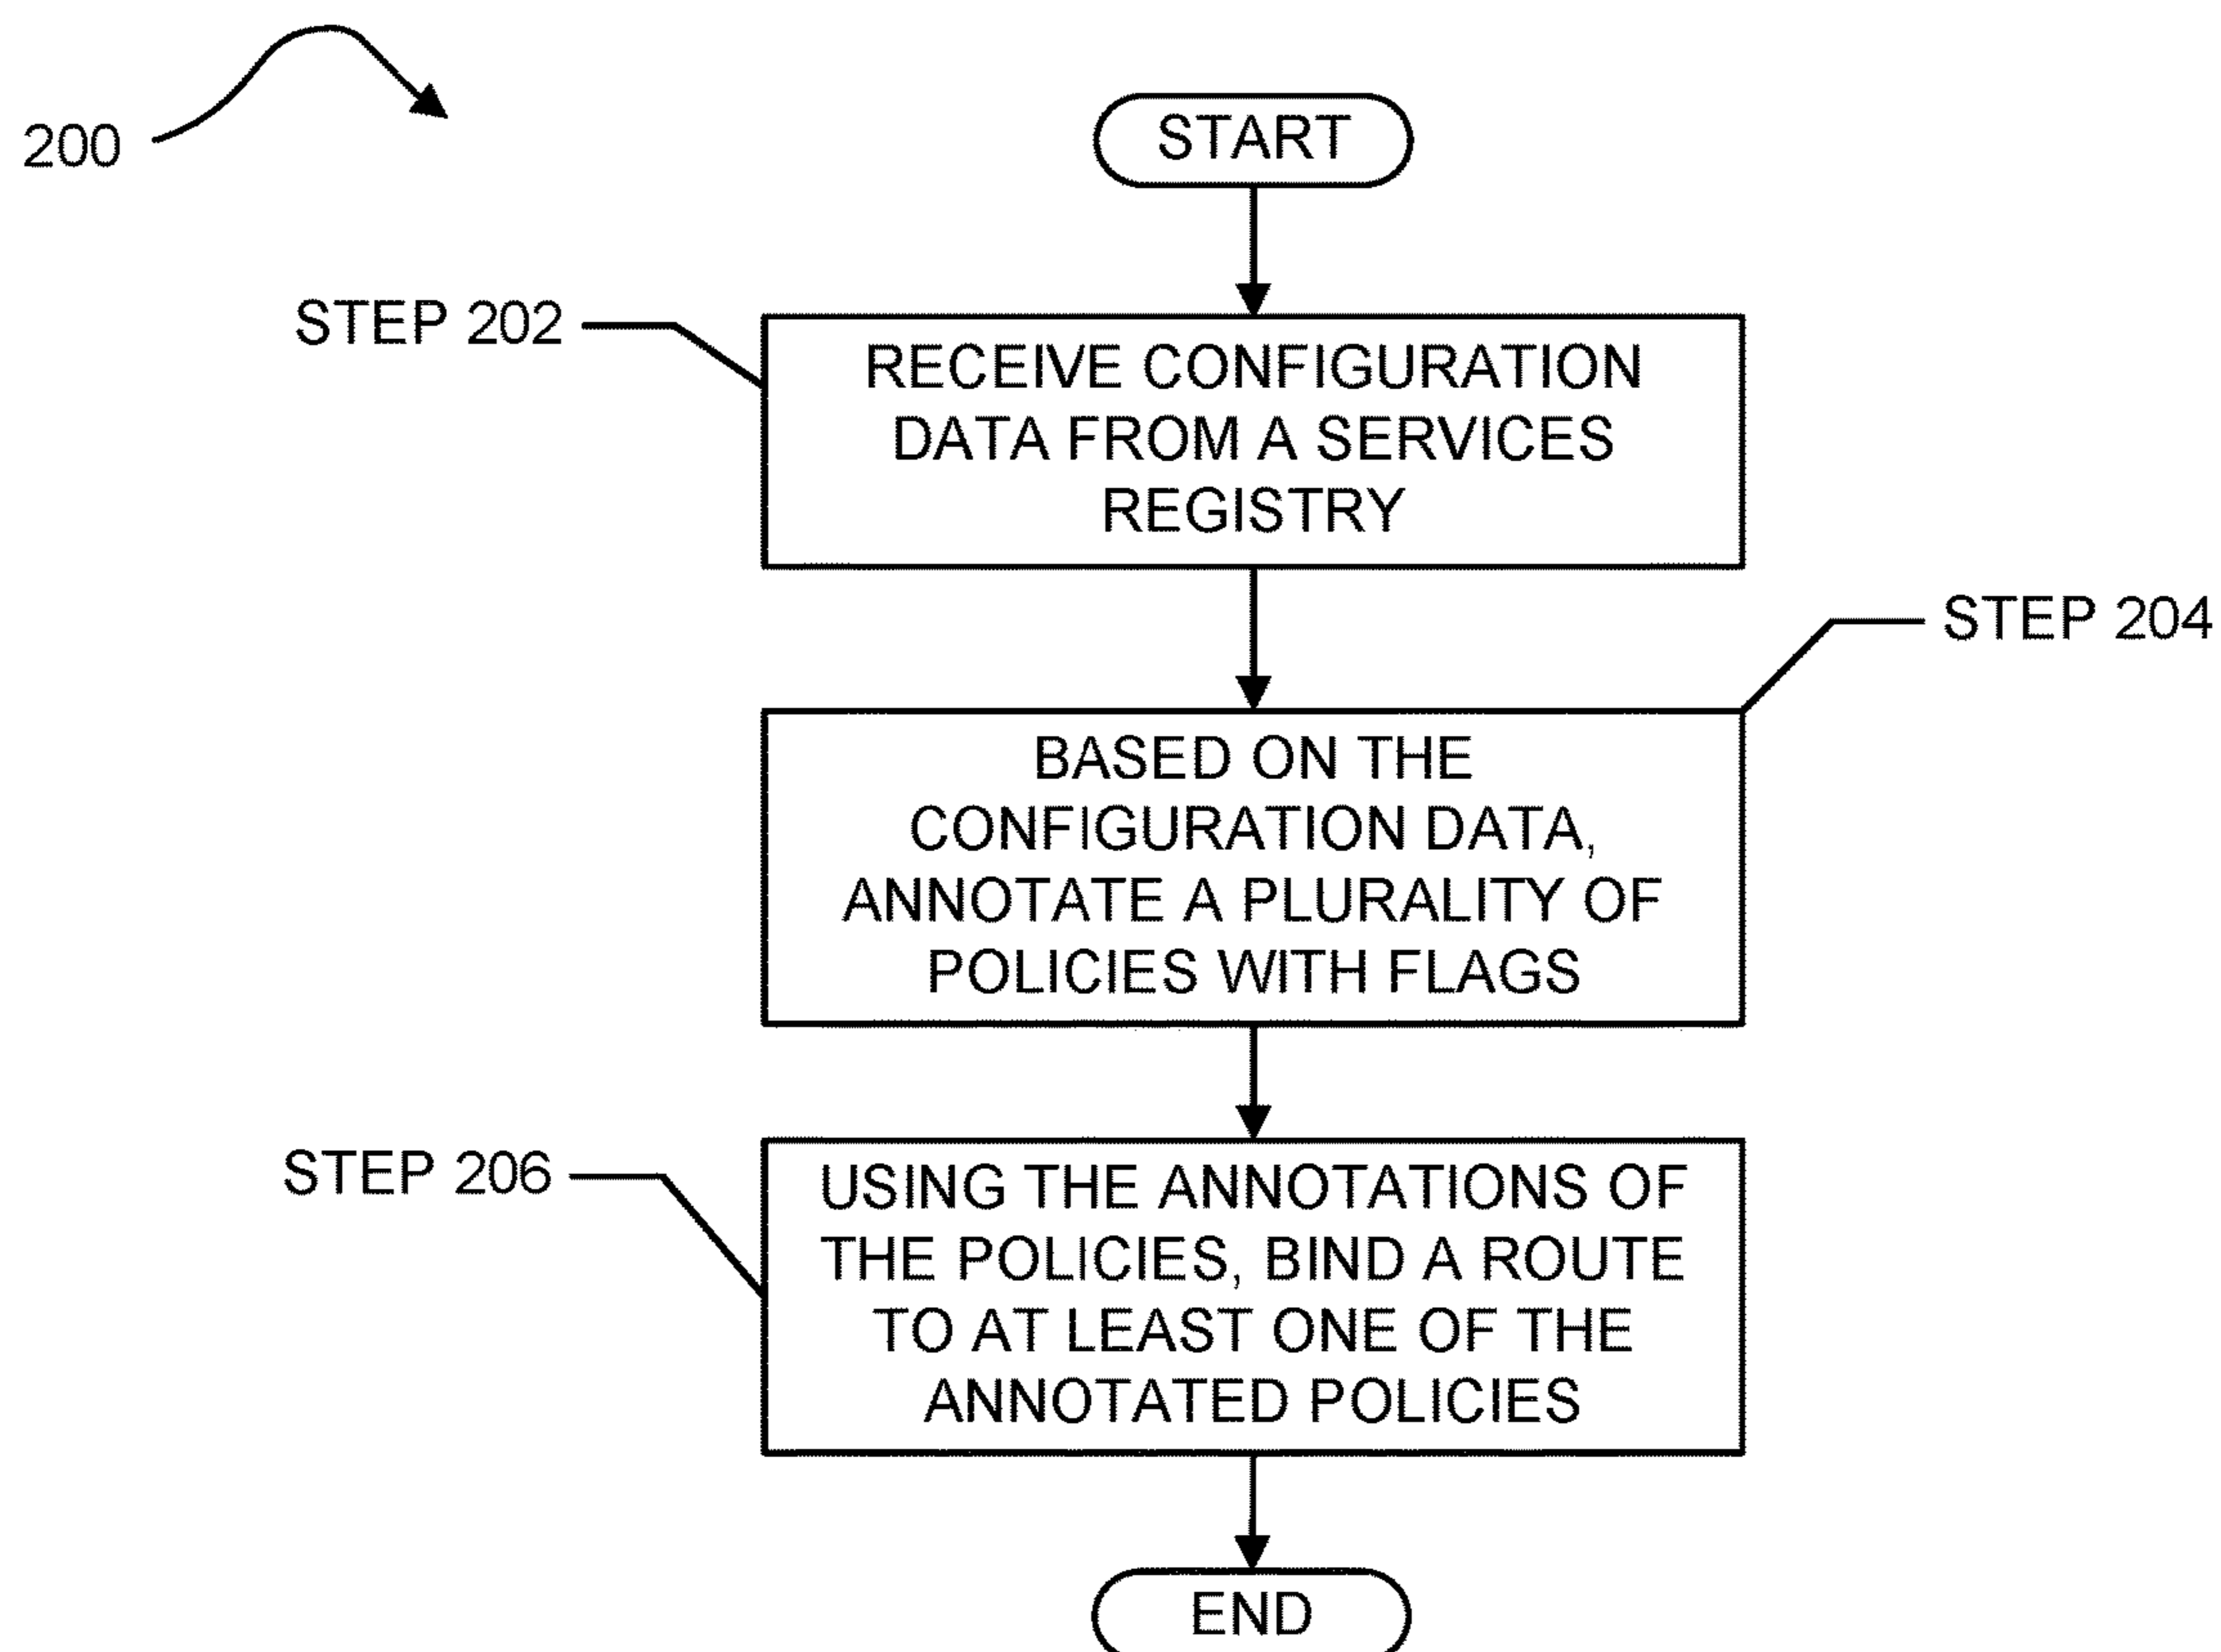 200
START
STEP 202
RECEIVE CONFIGURATION
DATA FROM A SERVICES
REGISTRY
STEP 204
BASED ON THE
CONFIGURATION DATA,
ANNOTATE A PLURALITY OF
POLICIES WITH FLAGS
STEP 206
USING THE ANNOTATIONS OF
THE POLICIES, BIND A ROUTE
TO AT LEAST ONE OF THE
ANNOTATED POLICIES
END